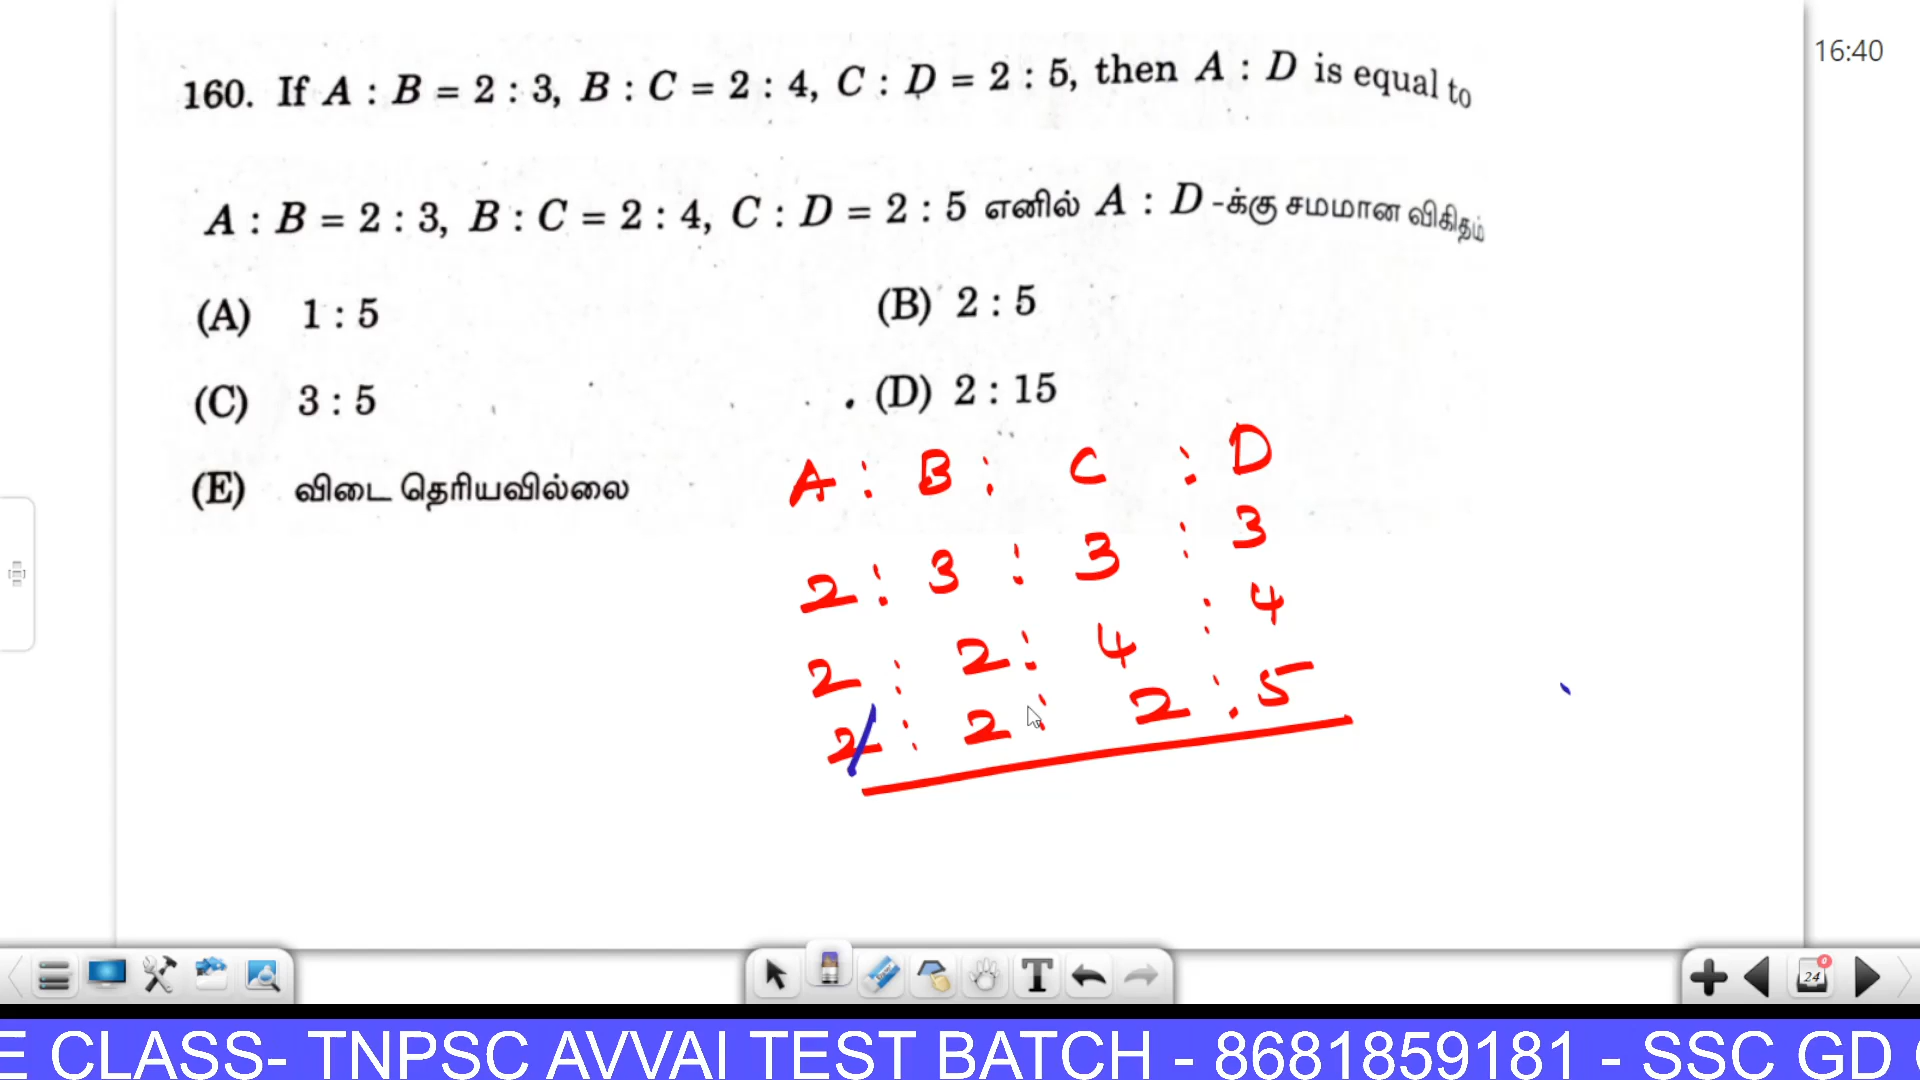 16:40
160. If A : B = 2 : 3, B : C = 2 : 4, C : D = 2 : 5, then A : D is equal to
A : B = 2 : 3, B : C = 2 : 4, C : D = 2 : 5 எனில் A : D -க்கு சமமான விகிதம்
(A) 1 : 5 (B) 2 : 5
(C) 3 : 5 (D) 2 : 15
(E) விடை தெரியவில்லை
A : B : C : D
2 : 3 : 3 : 3
2 : 2 : 4 : 4
2 : 2 : 2 : 5
T
24
0
E CLASS- TNPSC AVVAI TEST BATCH - 8681859181 - SSC GD